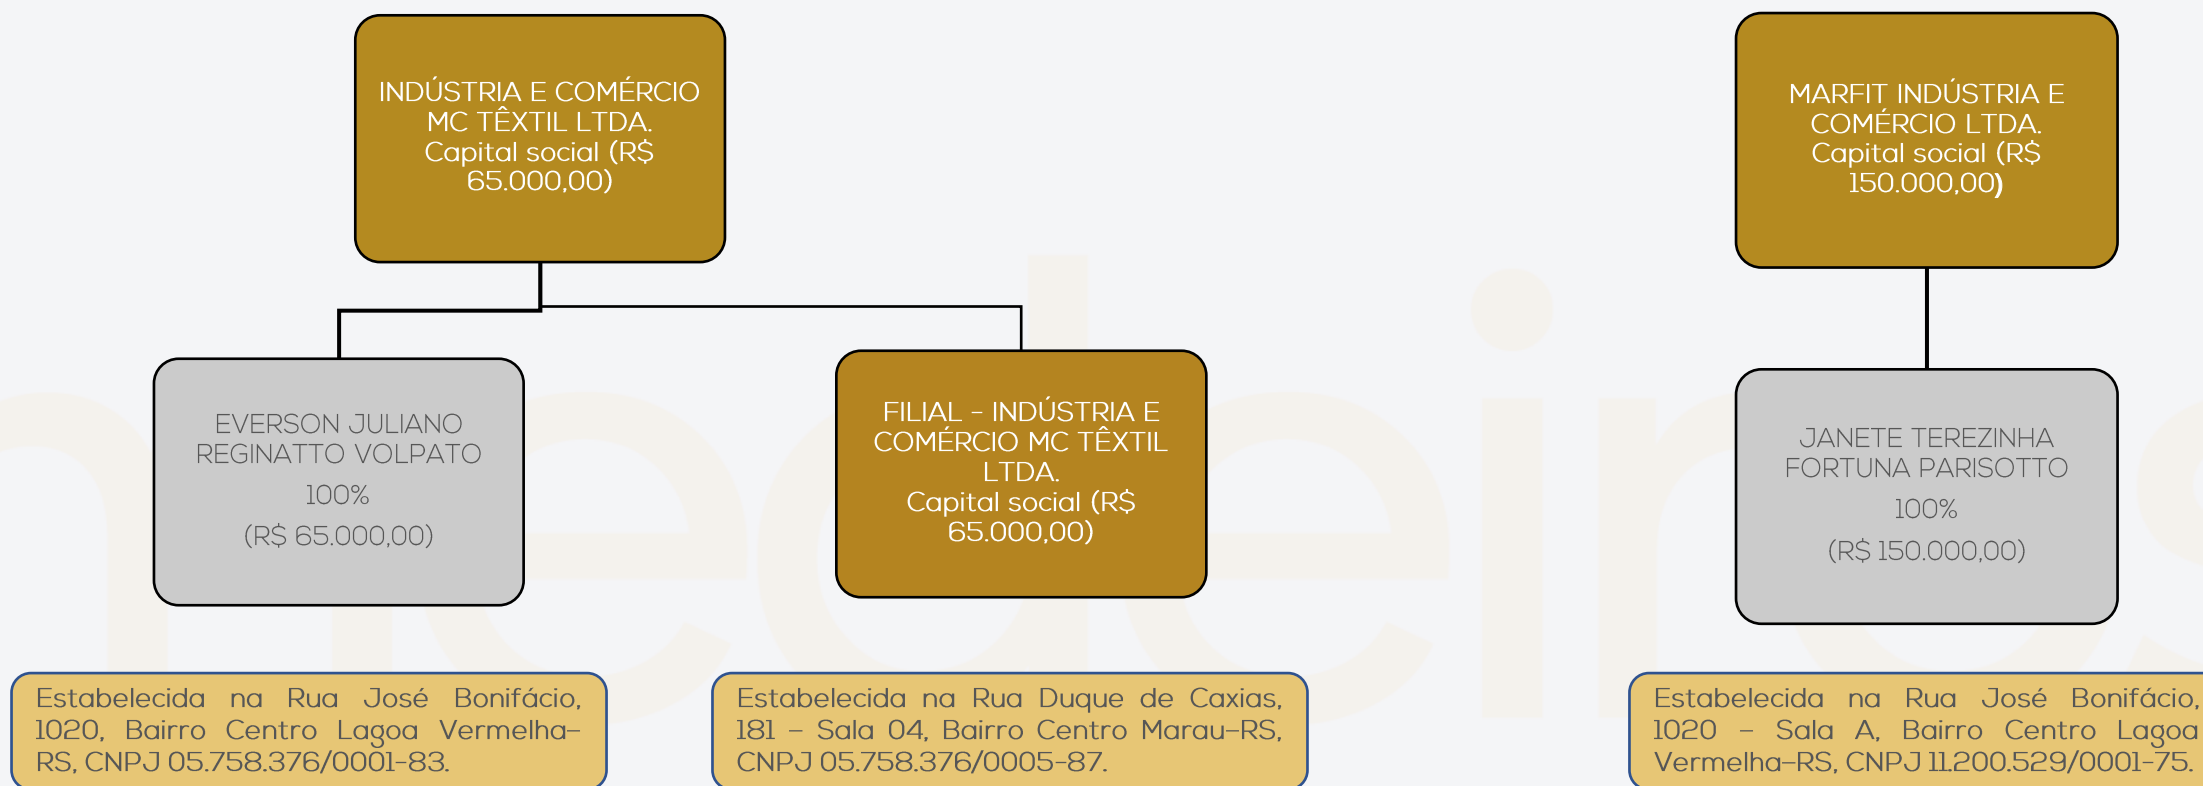 INDÚSTRIA E COMÉRCIO
MC TÊXTIL LTDA.
Capital social (R$
65.000,00)
MARFIT INDÚSTRIA E
COMÉRCIO LTDA.
Capital social (R$
150.000,00)
EVERSON JULIANO
REGINATTO VOLPATO
100%
(R$ 65.000,00)
FILIAL - INDÚSTRIA E
COMÉRCIO MC TÊXTIL
LTDA.
Capital social (R$
65.000,00)
JANETE TEREZINHA
FORTUNA PARISOTTO
100%
(R$ 150.000,00)
Estabelecida na Rua José Bonifácio,
1020, Bairro Centro Lagoa Vermelha–
RS, CNPJ 05.758.376/0001-83.
Estabelecida na Rua Duque de Caxias,
181 – Sala 04, Bairro Centro Marau-RS,
CNPJ 05.758.376/0005-87.
Estabelecida na Rua José Bonifácio,
1020 – Sala A, Bairro Centro Lagoa
Vermelha–RS, CNPJ 11.200.529/0001-75.
medeiros